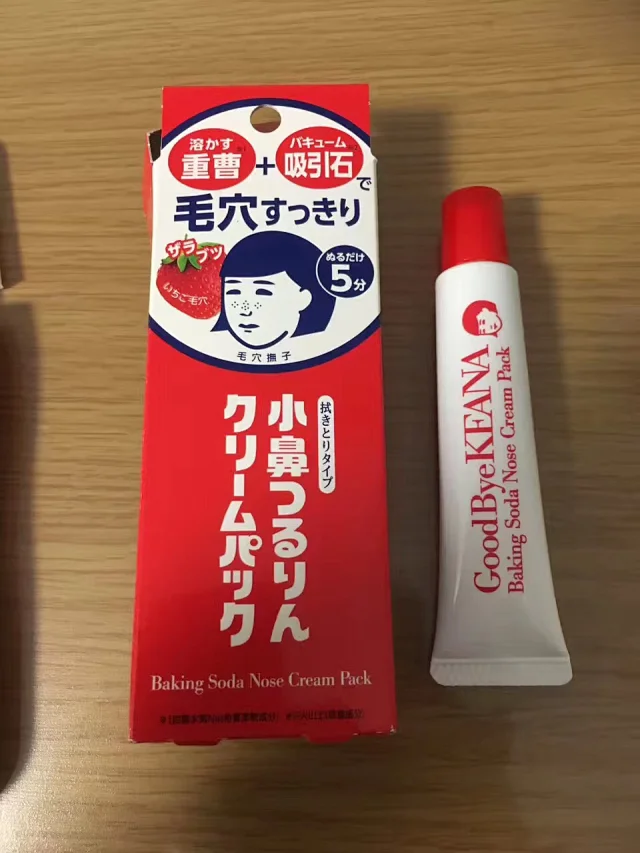 溶かす
重曹
+
バキューム
吸引石
で
毛穴すっきり
ザラ
ブツ
いちご毛穴
ぬるだけ
5分
毛穴撫子
拭きとりタイプ
小鼻つるりん
クリームパック
Baking Soda Nose Cream Pack
GoodByeKEANA
Baking Soda Nose Cream Pack